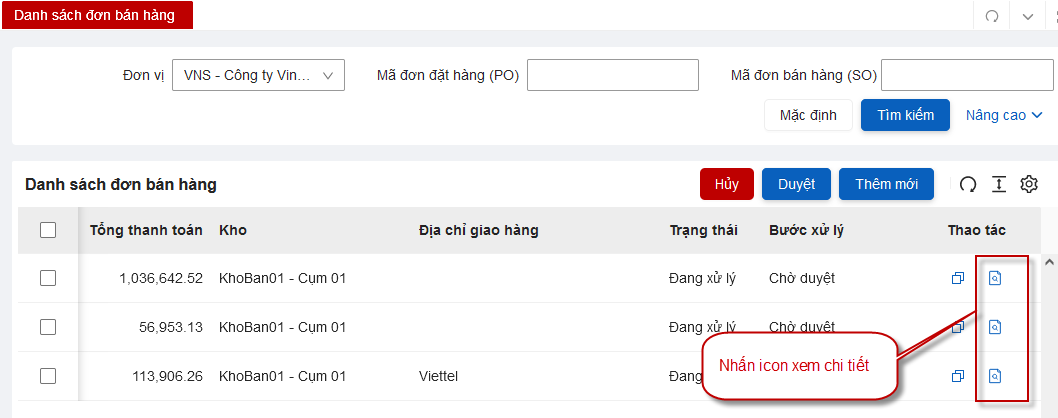 Danh sách đơn bán hàng
Đơn vị VNS - Công ty Vin... Mã đơn đặt hàng (PO) Mã đơn bán hàng (SO)
Mặc định Tìm kiếm Nâng cao
Danh sách đơn bán hàng Hủy Duyệt Thêm mới
Tổng thanh toán Kho Địa chỉ giao hàng Trạng thái Bước xử lý Thao tác
1,036,642.52 KhoBan01 - Cụm 01 Đang xử lý Chờ duyệt
56,953.13 KhoBan01 - Cụm 01 Đang xử lý Chờ duyệt
113,906.26 KhoBan01 - Cụm 01 Viettel Đang
Nhấn icon xem chi tiết